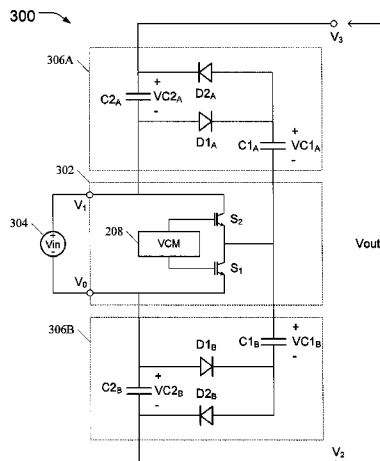 300
V3
306A
+
C2A
VC2A
-
D2A
D1A
+
C1A
VC1A
-
302
V1
304
+
Vin
-
208
VCM
S2
S1
Vout
V0
306B
+
C1B
VC1B
-
D1B
+
C2B
VC2B
-
D2B
V2